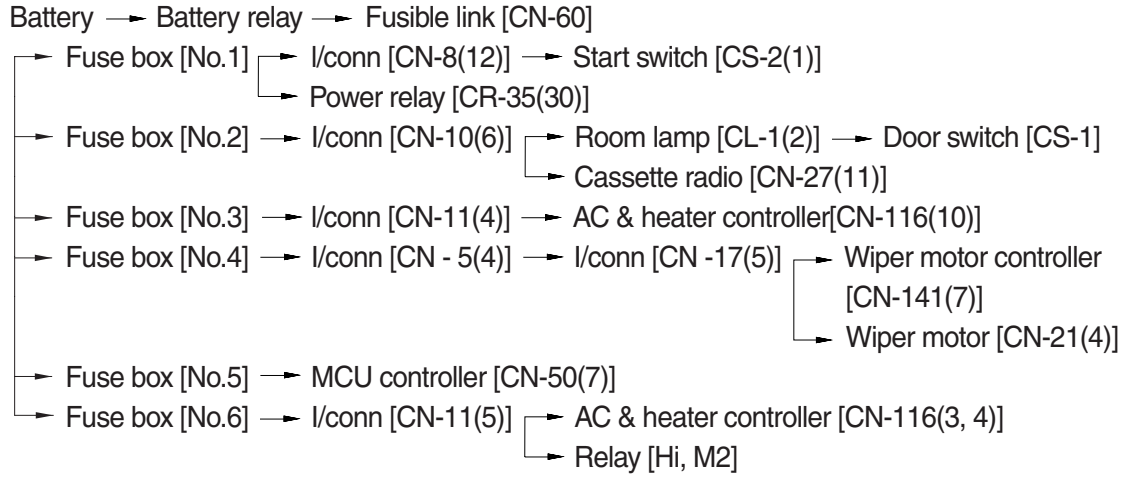 Battery → Battery relay → Fusible link [CN-60]
Fuse box [No.1] → I/conn [CN-8(12)] → Start switch [CS-2(1)]
→ Power relay [CR-35(30)]
Fuse box [No.2] → I/conn [CN-10(6)] → Room lamp [CL-1(2)] → Door switch [CS-1]
→ Cassette radio [CN-27(11)]
Fuse box [No.3] → I/conn [CN-11(4)] → AC & heater controller[CN-116(10)]
Fuse box [No.4] → I/conn [CN - 5(4)] → I/conn [CN -17(5)] → Wiper motor controller
[CN-141(7)]
→ Wiper motor [CN-21(4)]
Fuse box [No.5] → MCU controller [CN-50(7)]
Fuse box [No.6] → I/conn [CN-11(5)] → AC & heater controller [CN-116(3, 4)]
→ Relay [Hi, M2]